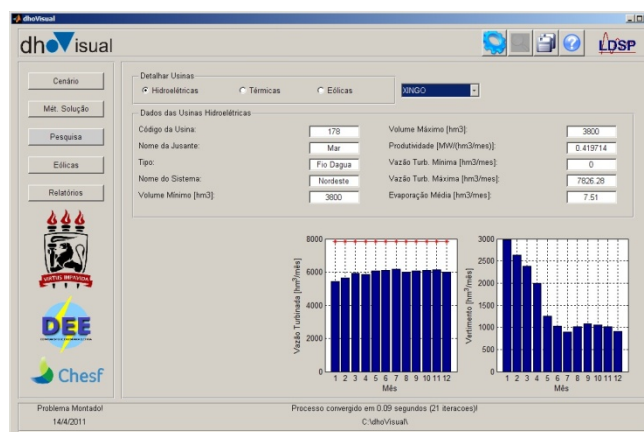 dhoVisual
dhoVisual
LDSP
Cenário
Mét. Solução
Pesquisa
Eólicas
Relatórios
VIRTUS IMPAVIDA
DEE
Chesf
Detalhar Usinas
Hidroelétricas Térmicas Eólicas
XINGO
Dados das Usinas Hidroelétricas
Código da Usina: 178 Volume Máximo [hm3]: 3800
Nome da Jusante: Mar Produtividade [MW/(hm3/mes)]: 0.419714
Tipo: Fio Dagua Vazão Turb. Mínima [hm3/mes]: 0
Nome do Sistema: Nordeste Vazão Turb. Máxima [hm3/mes]: 7826.28
Volume Mínimo [hm3]: 3800 Evaporação Média [hm3/mes]: 7.51
8000
6000
4000
2000
0
Vazão Turbinada [hm³/mês]
1 2 3 4 5 6 7 8 9 10 11 12
Mês
3000
2500
2000
1500
1000
500
0
Vertimento [hm³/mês]
1 2 3 4 5 6 7 8 9 10 11 12
Mês
Problema Montado!
14/4/2011
Processo convergido em 0.09 segundos (21 iteracoes)!
C:\dhoVisual\